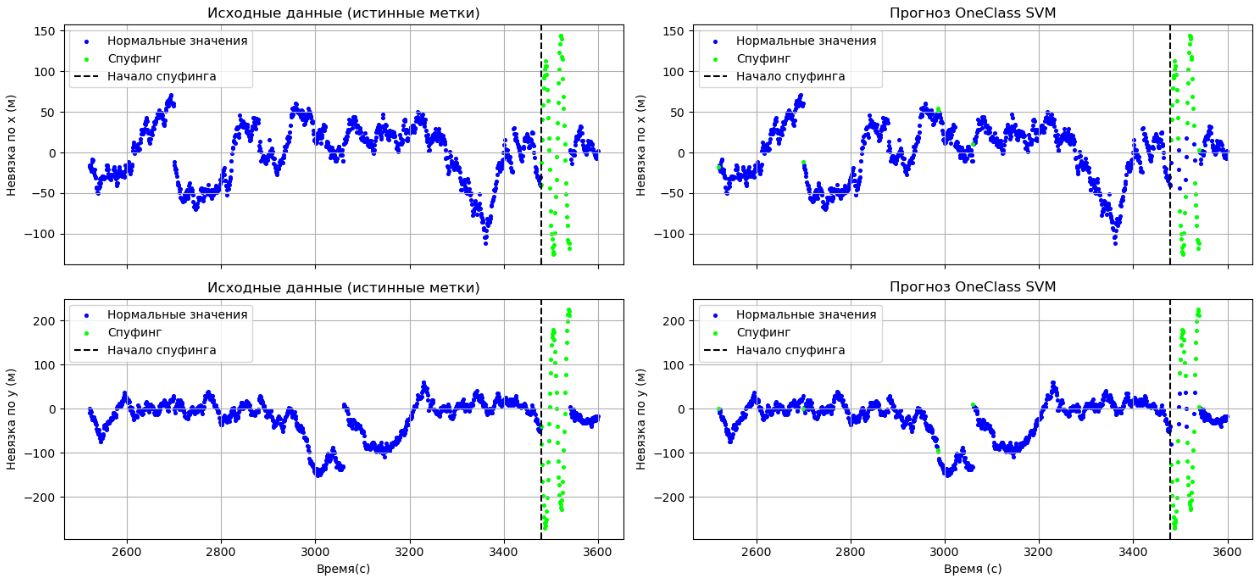 Исходные данные (истинные метки)
Невязка по x (м)
150
100
50
0
−50
−100
Нормальные значения
Спуфинг
Начало спуфинга
Прогноз OneClass SVM
Невязка по x (м)
150
100
50
0
−50
−100
Нормальные значения
Спуфинг
Начало спуфинга
Исходные данные (истинные метки)
Невязка по y (м)
200
100
0
−100
−200
Нормальные значения
Спуфинг
Начало спуфинга
2600 2800 3000 3200 3400 3600
Время(с)
Прогноз OneClass SVM
Невязка по y (м)
200
100
0
−100
−200
Нормальные значения
Спуфинг
Начало спуфинга
2600 2800 3000 3200 3400 3600
Время (с)